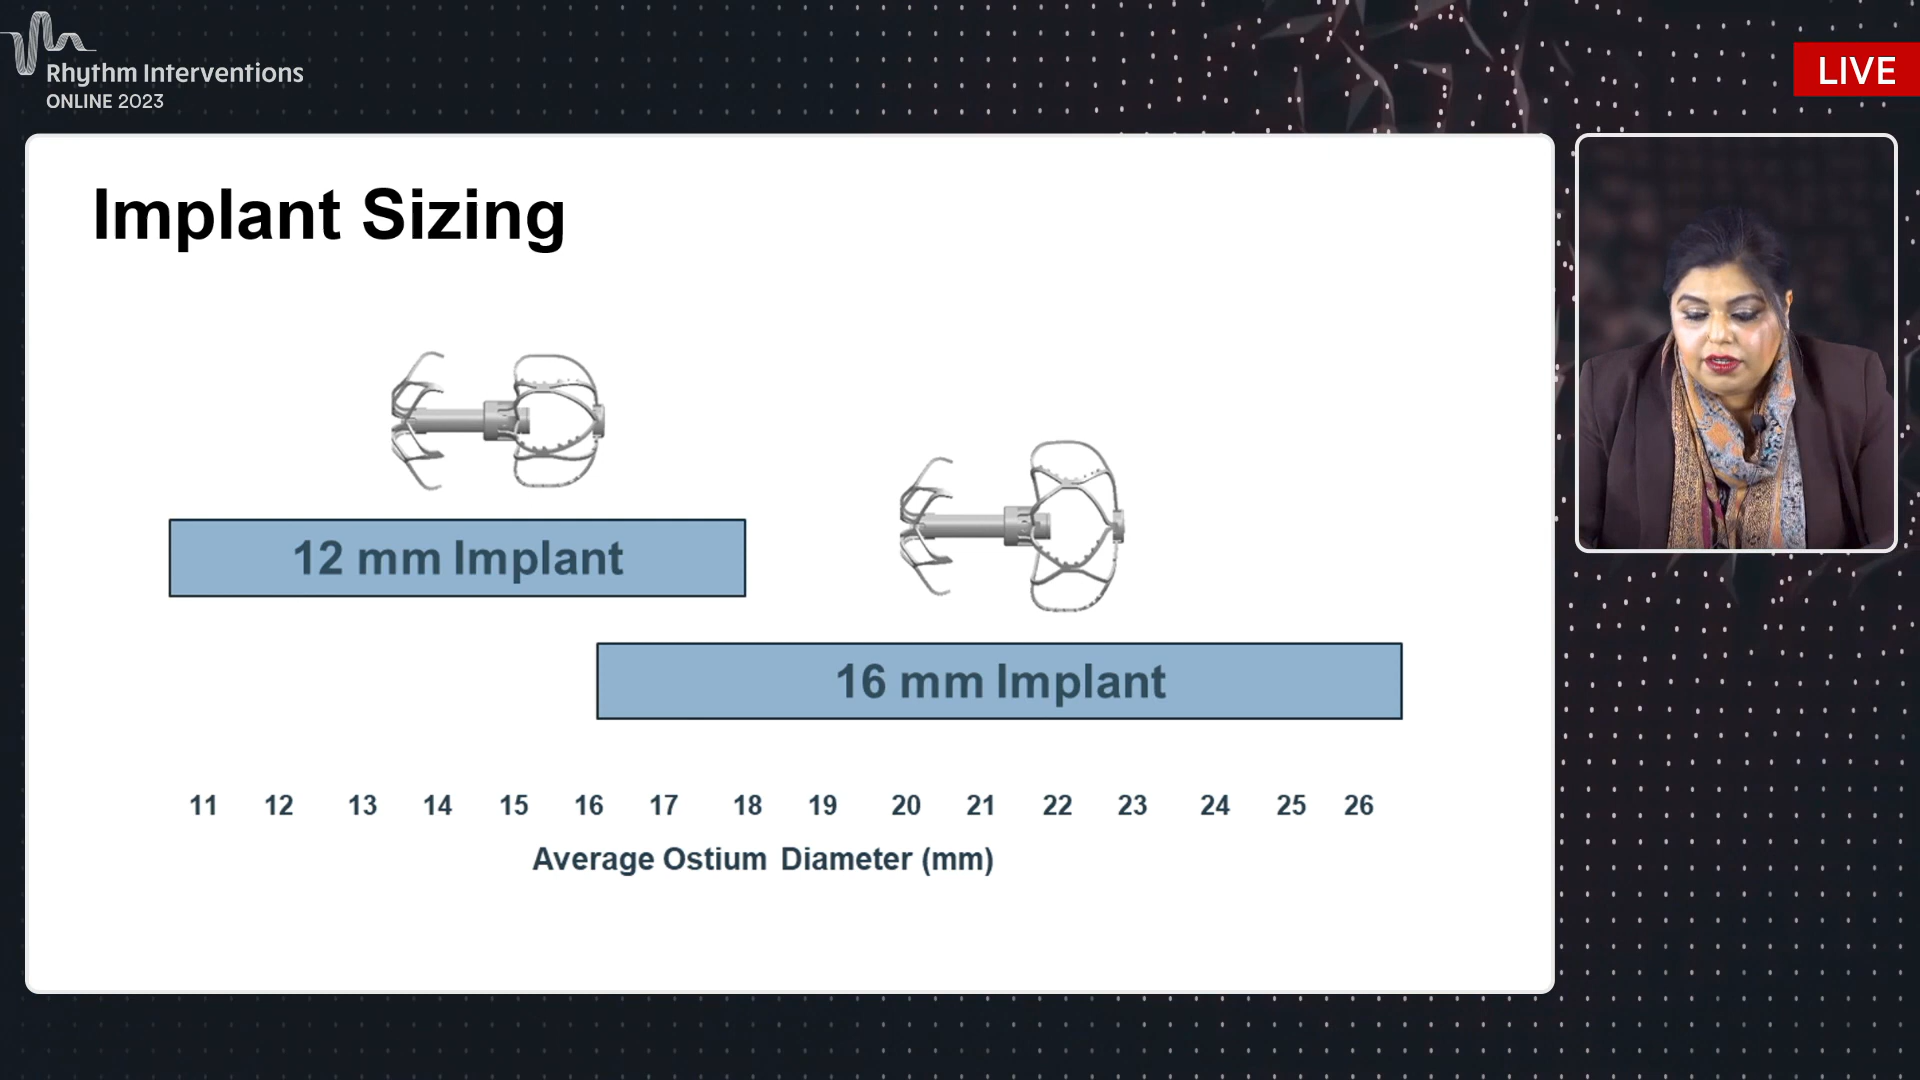 Rhythm Interventions
ONLINE 2023
LIVE
Implant Sizing
12 mm Implant
16 mm Implant
11 12 13 14 15 16 17 18 19 20 21 22 23 24 25 26
Average Ostium Diameter (mm)